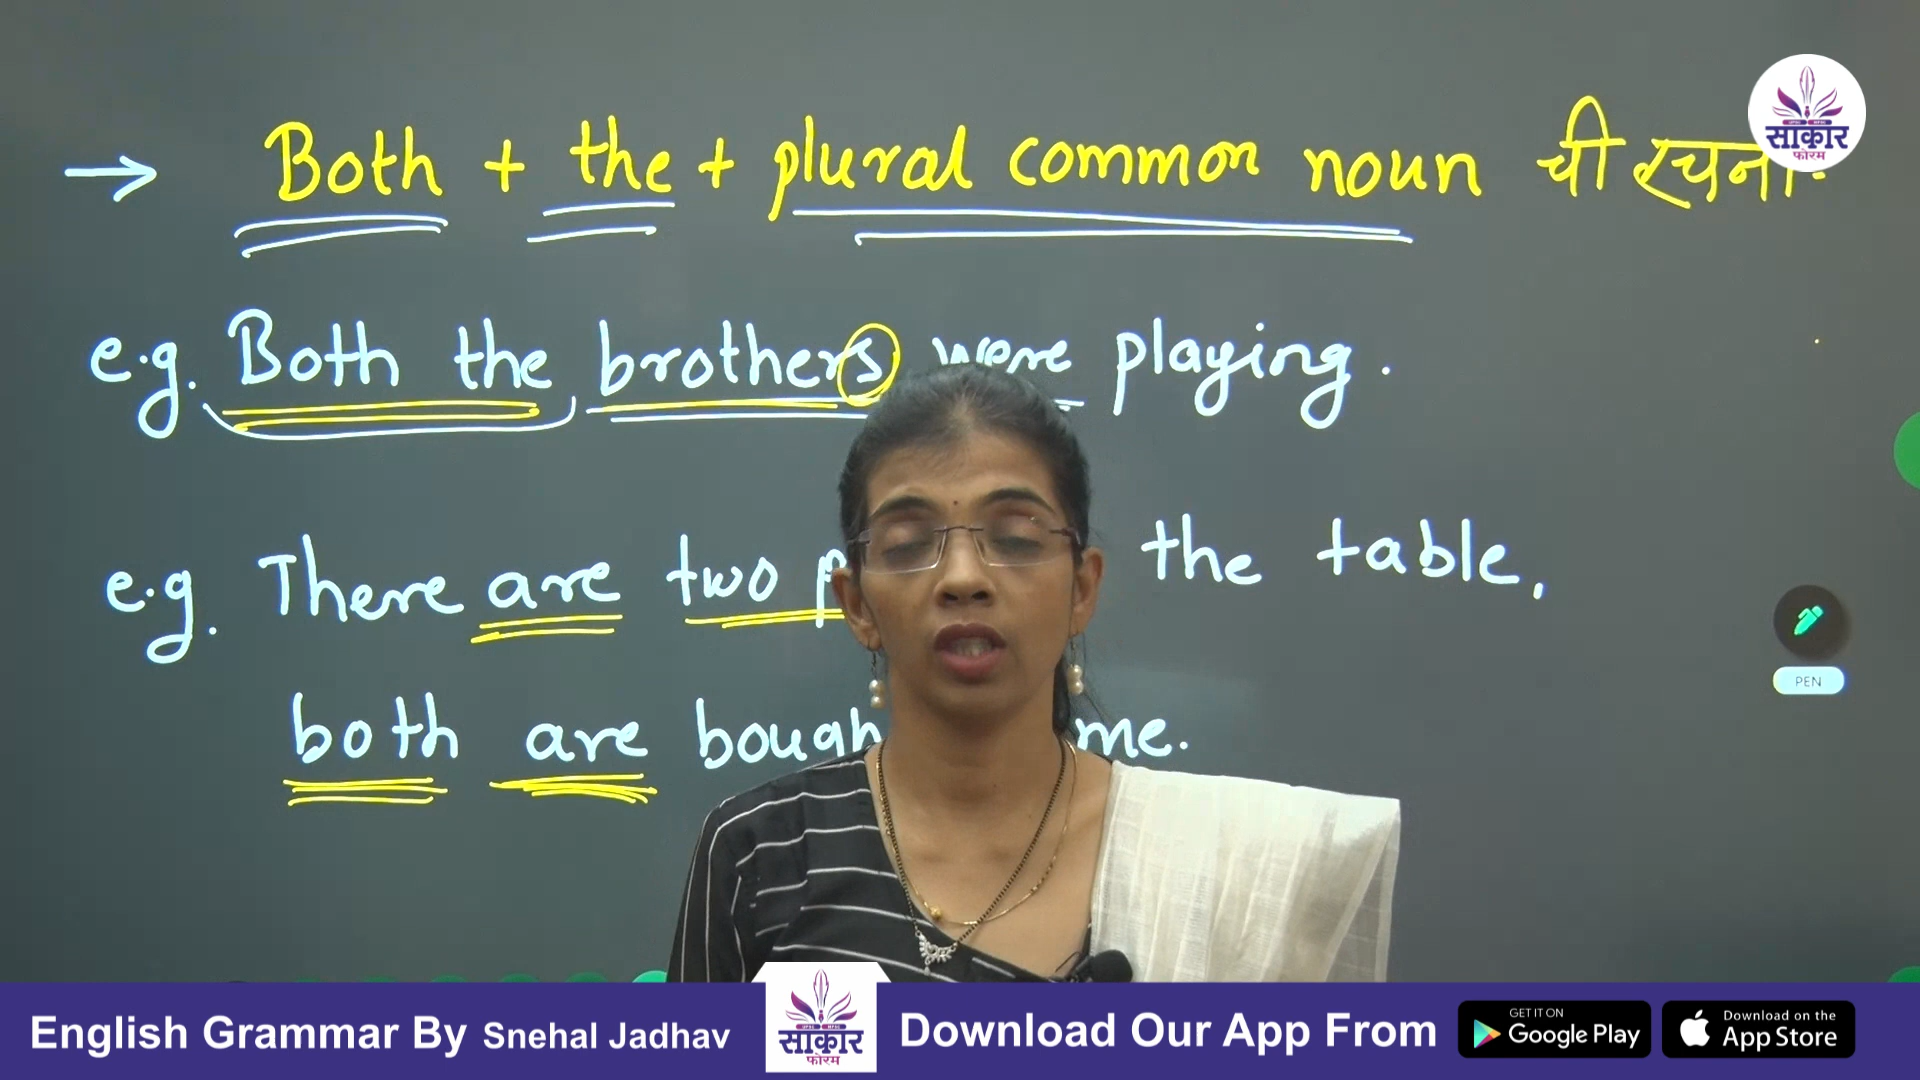 → Both + the + plural common noun ची रचना.
साकार
फोरम
e.g. Both the brothers were playing.
e.g. There are two the table,
both are me.
PEN
English Grammar By Snehal Jadhav
साकार
फोरम
Download Our App From
GET IT ON
Google Play
Download on the
App Store